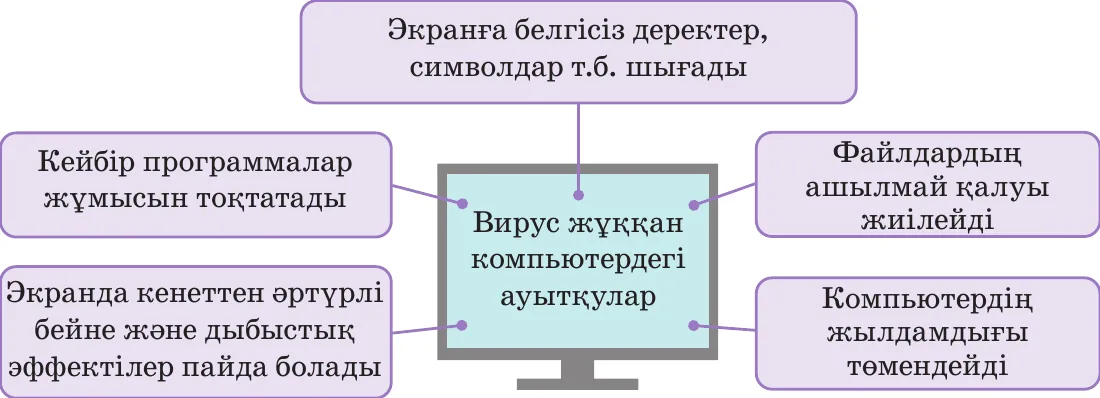 Экранға белгісіз деректер,
символдар т.б. шығады
Кейбір программалар
жұмысын тоқтатады
Файлдардың
ашылмай қалуы
жиілейді
Вирус жұққан
компьютердегі
ауытқулар
Экранда кенеттен әртүрлі
бейне және дыбыстық
эффектілер пайда болады
Компьютердің
жылдамдығы
төмендейді